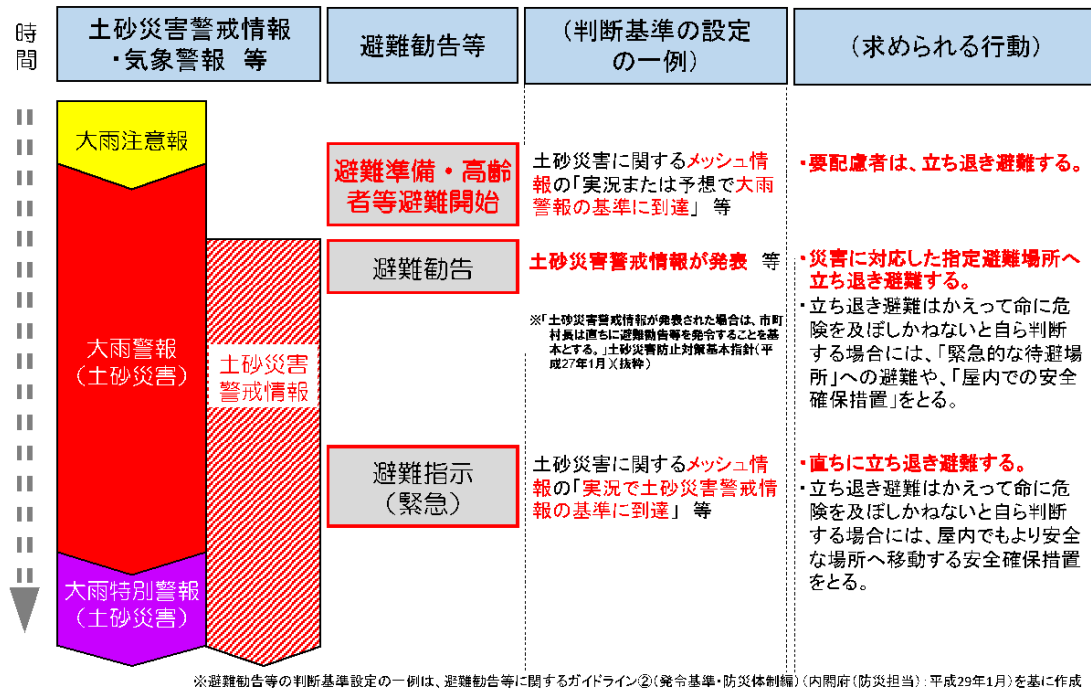 時
間
土砂災害警戒情報
・気象警報 等
避難勧告等
(判断基準の設定
の一例)
(求められる行動)
大雨注意報
避難準備・高齢
者等避難開始
土砂災害に関するメッシュ情
報の「実況または予想で大雨
警報の基準に到達」 等
・要配慮者は、立ち退き避難する。
避難勧告
土砂災害警戒情報が発表 等
※「土砂災害警戒情報が発表された場合は、市町
村長は直ちに避難勧告等を発令することを基
本とする。」土砂災害防止対策基本指針(平
成27年1月)(抜粋)
・災害に対応した指定避難場所へ
立ち退き避難する。
・立ち退き避難はかえって命に危
険を及ぼしかねないと自ら判断
する場合には、「緊急的な待避場
所」への避難や、「屋内での安全
確保措置」をとる。
大雨警報
(土砂災害)
土砂災害
警戒情報
避難指示
(緊急)
土砂災害に関するメッシュ情
報の「実況で土砂災害警戒情
報の基準に到達」 等
・直ちに立ち退き避難する。
・立ち退き避難はかえって命に危
険を及ぼしかねないと自ら判断
する場合には、屋内でもより安全
な場所へ移動する安全確保措置
をとる。
大雨特別警報
(土砂災害)
※避難勧告等の判断基準設定の一例は、避難勧告等に関するガイドライン②(発令基準・防災体制編)(内閣府(防災担当):平成29年1月)を基に作成